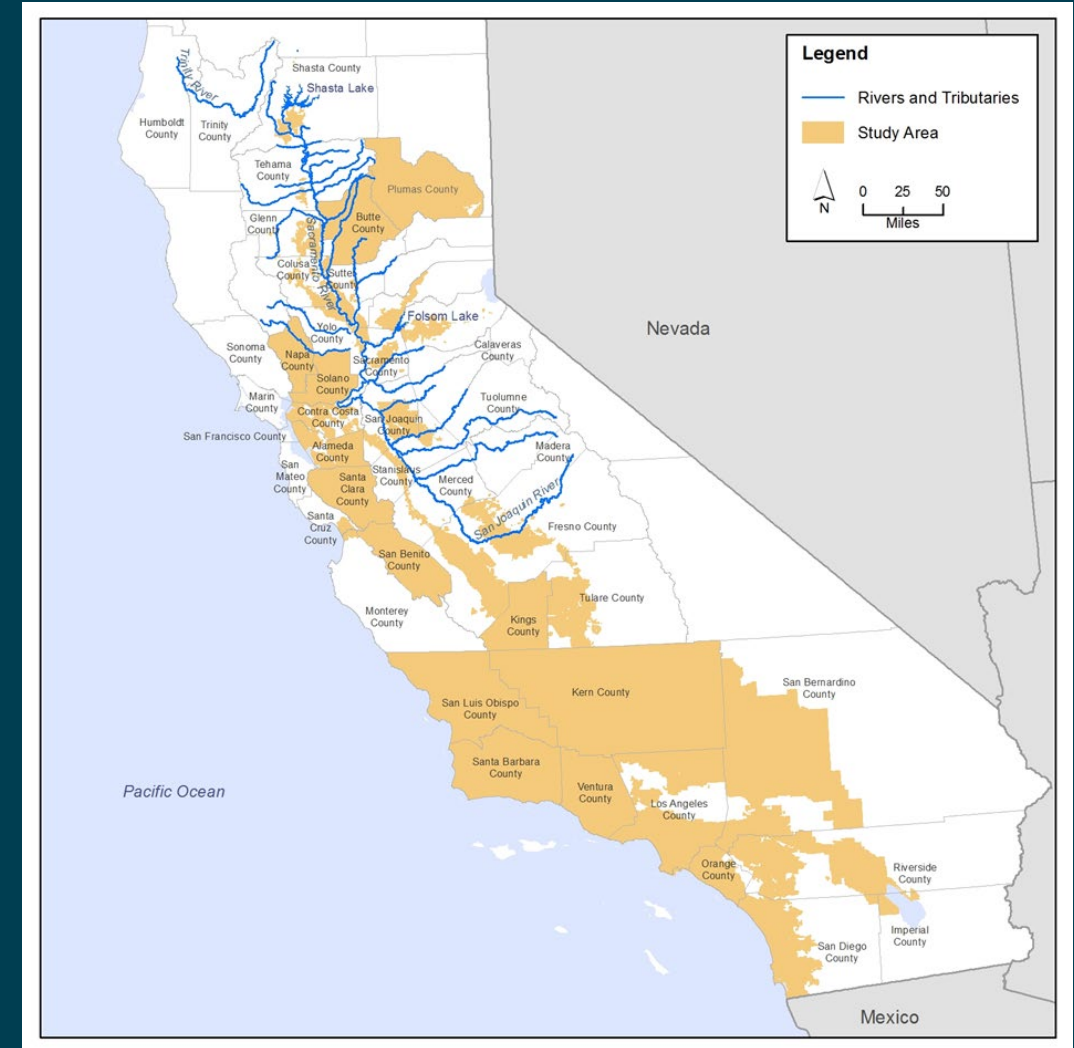 Legend
Rivers and Tributaries
Study Area
N
0 25 50
Miles
Trinity River
Shasta County
Shasta Lake
Humboldt
County
Trinity
County
Tehama
County
Plumas County
Glenn
County
Butte
County
Sacramento River
Colusa
County
Sutter
County
Folsom Lake
Nevada
Yolo
County
Sonoma
County
Napa
County
Sacramento
County
Calaveras
County
Solano
County
Marin
County
Contra Costa
County
San Joaquin
County
Tuolumne
County
San Francisco County
Alameda
County
Madera
County
San
Mateo
County
Santa
Clara
County
Stanislaus
County
Merced
County
San Joaquin River
Santa
Cruz
County
Fresno County
San Benito
County
Monterey
County
Tulare County
Kings
County
San Bernardino
County
Kern County
San Luis Obispo
County
Santa Barbara
County
Pacific Ocean
Ventura
County
Los Angeles
County
Orange
County
Riverside
County
San Diego
County
Imperial
County
Mexico